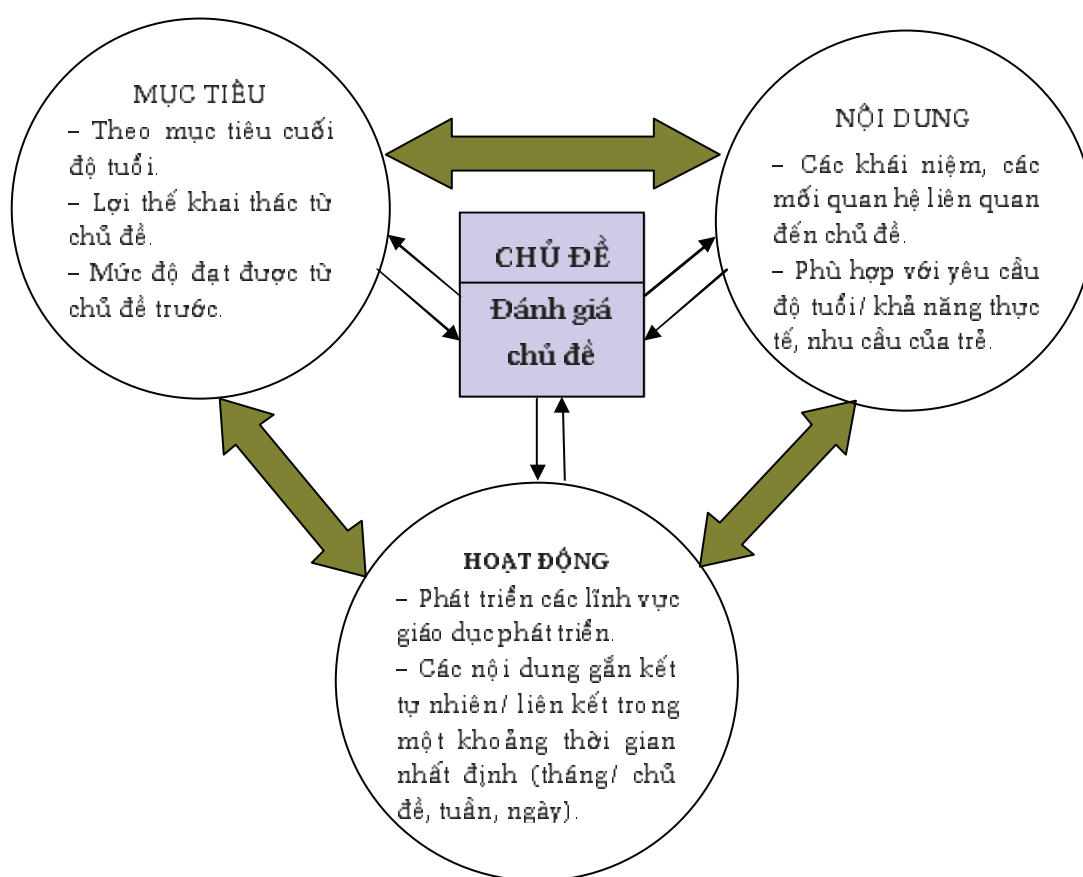 MỤC TIÊU
– Theo mục tiêu cuối
độ tuổi.
– Lợi thế khai thác từ
chủ đề.
– Mức độ đạt được từ
chủ đề trước.
NỘI DUNG
– Các khái niệm, các
mối quan hệ liên quan
đến chủ đề.
– Phù hợp với yêu cầu
độ tuổi/ khả năng thực
tế, nhu cầu của trẻ.
CHỦ ĐỀ
Đánh giá
chủ đề
HOẠT ĐỘNG
– Phát triển các lĩnh vực
giáo dục phát triển.
– Các nội dung gắn kết
tự nhiên/ liên kết trong
một khoảng thời gian
nhất định (tháng/ chủ
đề, tuần, ngày).